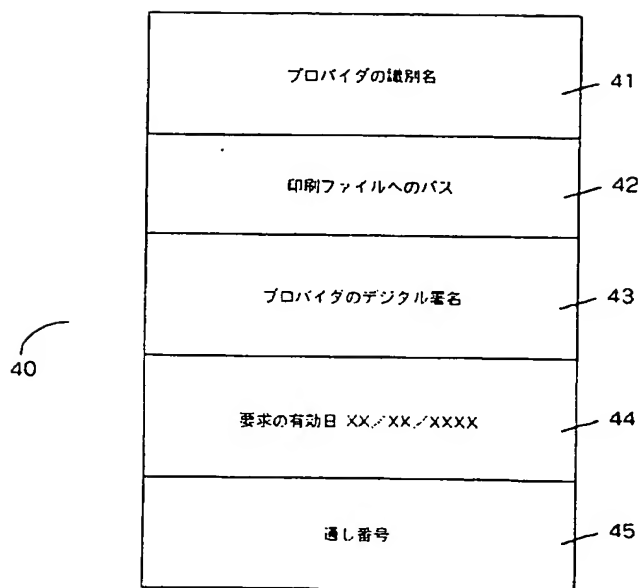 プロバイダの識別名 41
印刷ファイルへのパス 42
プロバイダのデジタル署名 43
40
要求の有効日 XX/XX/XXXX 44
通し番号 45